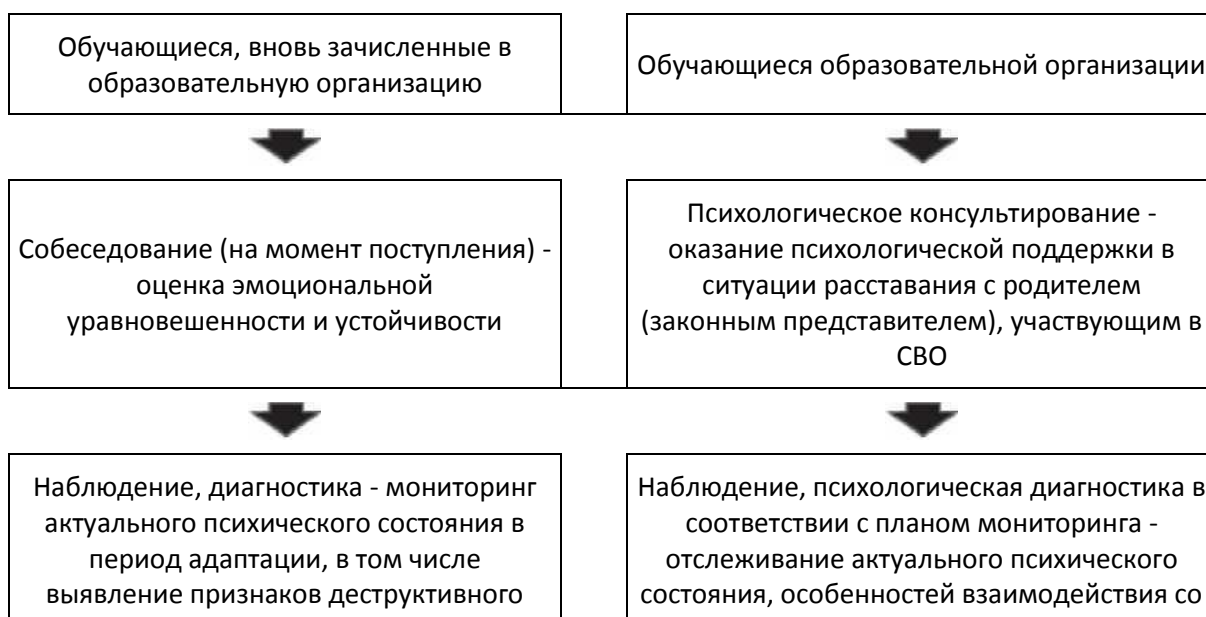 Обучающиеся, вновь зачисленные в
образовательную организацию
Обучающиеся образовательной организации
Собеседование (на момент поступления) -
оценка эмоциональной
уравновешенности и устойчивости
Психологическое консультирование -
оказание психологической поддержки в
ситуации расставания с родителем
(законным представителем), участвующим в
СВО
Наблюдение, диагностика - мониторинг
актуального психического состояния в
период адаптации, в том числе
выявление признаков деструктивного
Наблюдение, психологическая диагностика в
соответствии с планом мониторинга -
отслеживание актуального психического
состояния, особенностей взаимодействия со